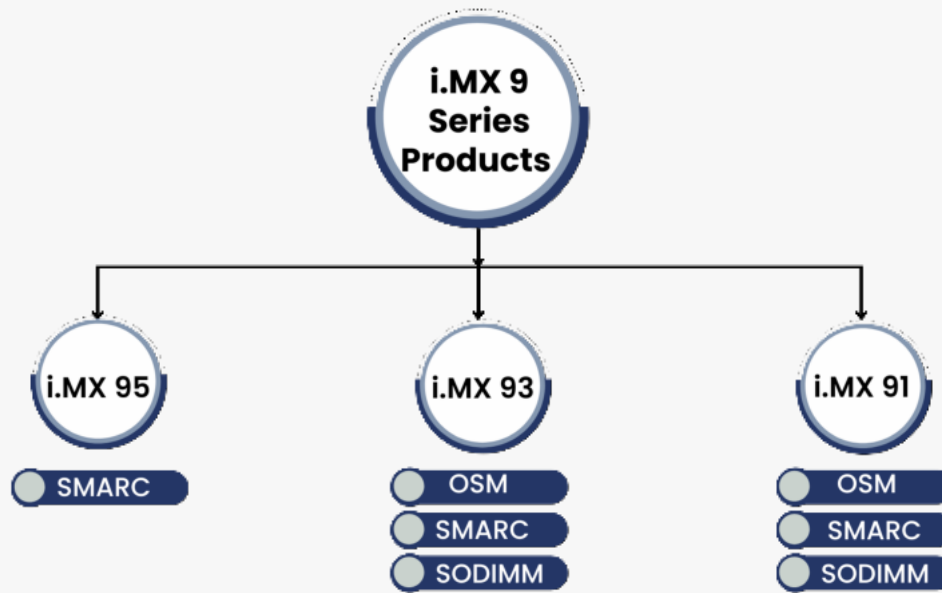 i.MX 9
Series
Products
i.MX 95
i.MX 93
i.MX 91
SMARC
OSM
SMARC
SODIMM
OSM
SMARC
SODIMM